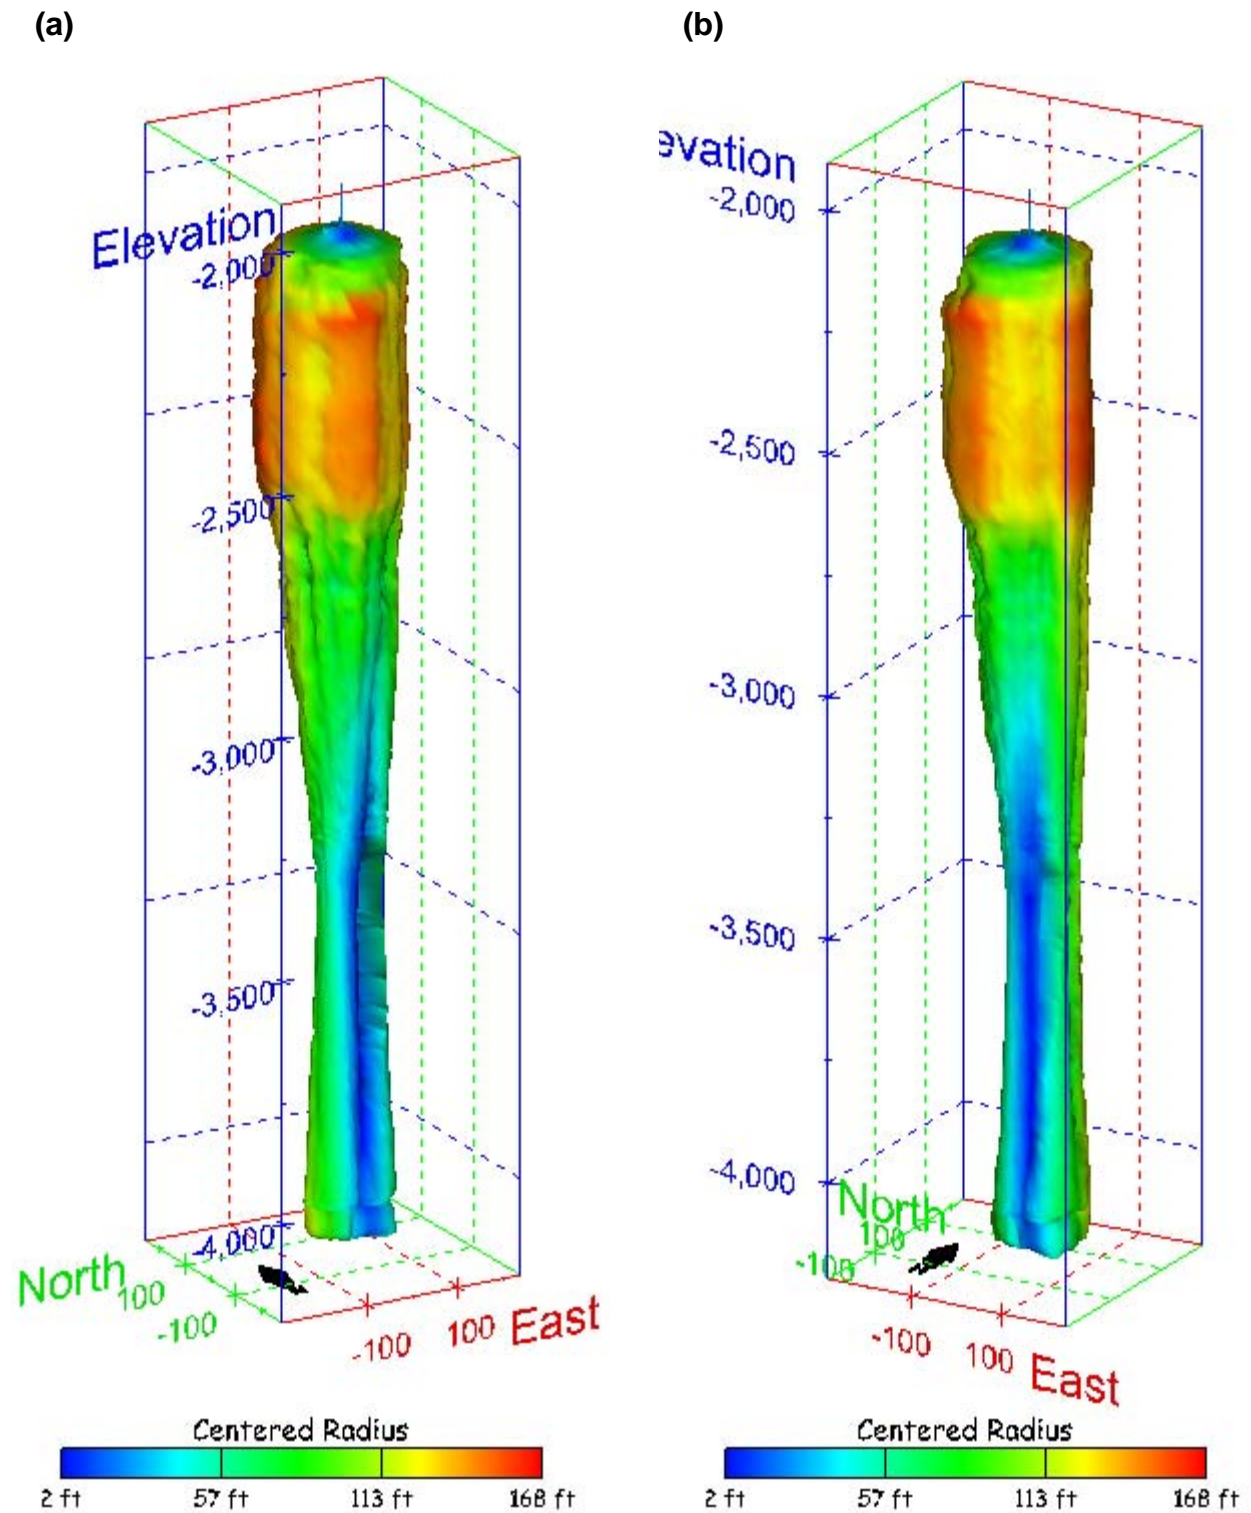 (a)
(b)
Elevation
-2,000
-2,500
-3,000
-3,500
-4,000
North
100
-100
-100
100
East
Centered Radius
2 ft
57 ft
113 ft
168 ft
evation
-2,000
-2,500
-3,000
-3,500
-4,000
North
100
-100
-100
100
East
Centered Radius
2 ft
57 ft
113 ft
168 ft